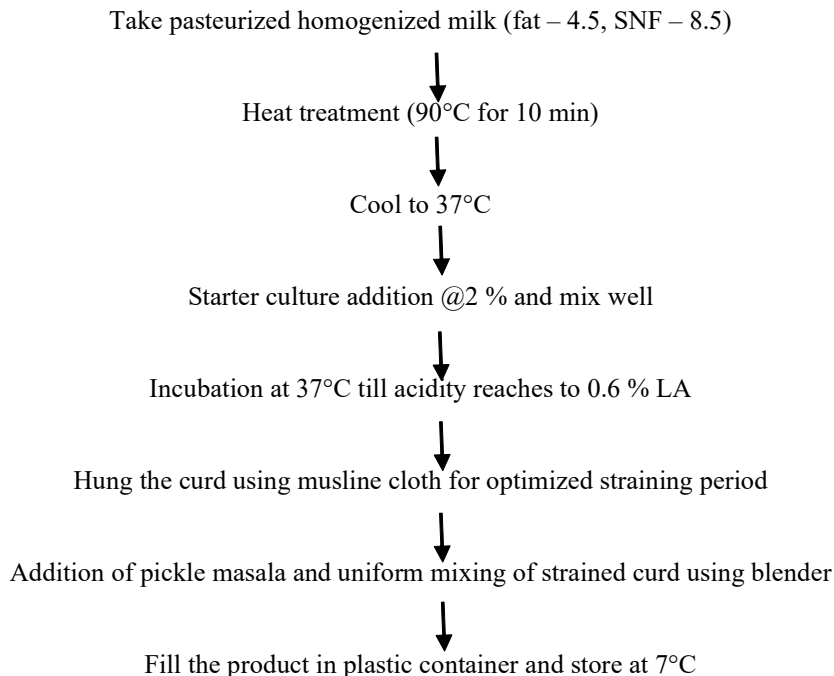 Take pasteurized homogenized milk (fat – 4.5, SNF – 8.5)
Heat treatment (90°C for 10 min)
Cool to 37°C
Starter culture addition @2 % and mix well
Incubation at 37°C till acidity reaches to 0.6 % LA
Hung the curd using musline cloth for optimized straining period
Addition of pickle masala and uniform mixing of strained curd using blender
Fill the product in plastic container and store at 7°C